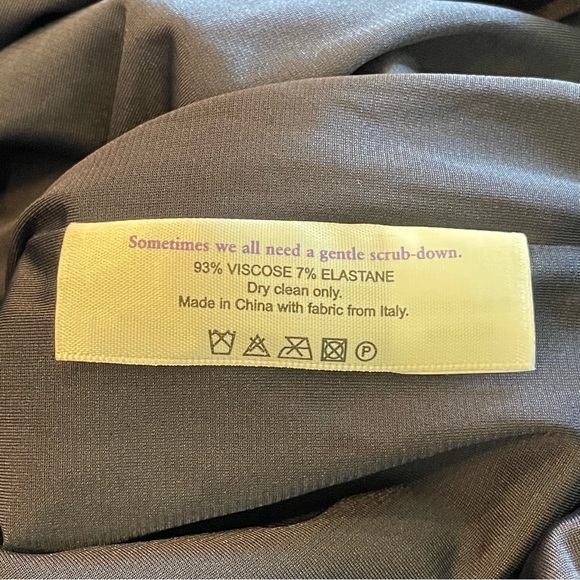 Sometimes we all need a gentle scrub-down.
93% VISCOSE 7% ELASTANE
Dry clean only.
Made in China with fabric from Italy.
P